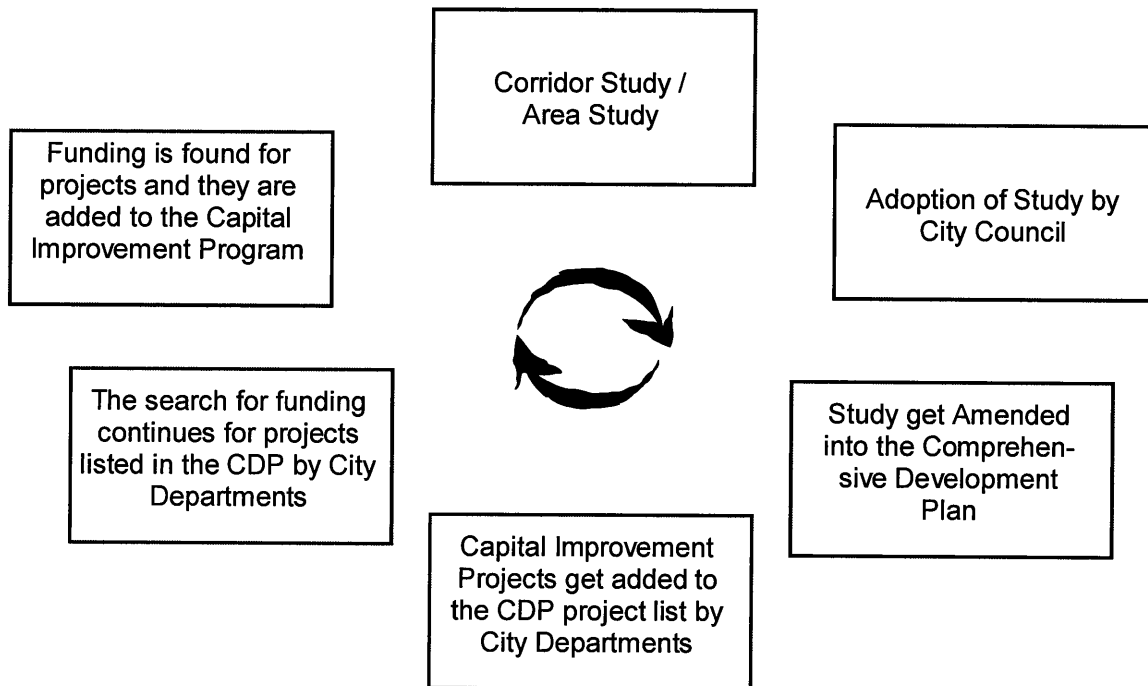 Corridor Study /
Area Study
Adoption of Study by
City Council
Study get Amended
into the Comprehen-
sive Development
Plan
Capital Improvement
Projects get added to
the CDP project list by
City Departments
The search for funding
continues for projects
listed in the CDP by City
Departments
Funding is found for
projects and they are
added to the Capital
Improvement Program